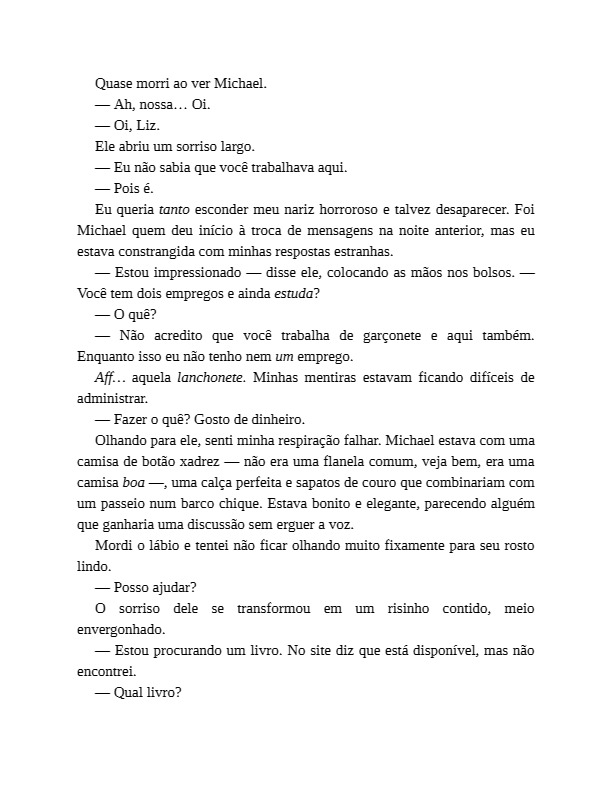 Quase morri ao ver Michael.
— Ah, nossa… Oi.
— Oi, Liz.
Ele abriu um sorriso largo.
— Eu não sabia que você trabalhava aqui.
— Pois é.
Eu queria tanto esconder meu nariz horroroso e talvez desaparecer. Foi
Michael quem deu início à troca de mensagens na noite anterior, mas eu
estava constrangida com minhas respostas estranhas.
— Estou impressionado — disse ele, colocando as mãos nos bolsos. —
Você tem dois empregos e ainda estuda?
— O quê?
— Não acredito que você trabalha de garçonete e aqui também.
Enquanto isso eu não tenho nem um emprego.
Aff… aquela lanchonete. Minhas mentiras estavam ficando difíceis de
administrar.
— Fazer o quê? Gosto de dinheiro.
Olhando para ele, senti minha respiração falhar. Michael estava com uma
camisa de botão xadrez — não era uma flanela comum, veja bem, era uma
camisa boa —, uma calça perfeita e sapatos de couro que combinariam com
um passeio num barco chique. Estava bonito e elegante, parecendo alguém
que ganharia uma discussão sem erguer a voz.
Mordi o lábio e tentei não ficar olhando muito fixamente para seu rosto
lindo.
— Posso ajudar?
O sorriso dele se transformou em um risinho contido, meio
envergonhado.
— Estou procurando um livro. No site diz que está disponível, mas não
encontrei.
— Qual livro?